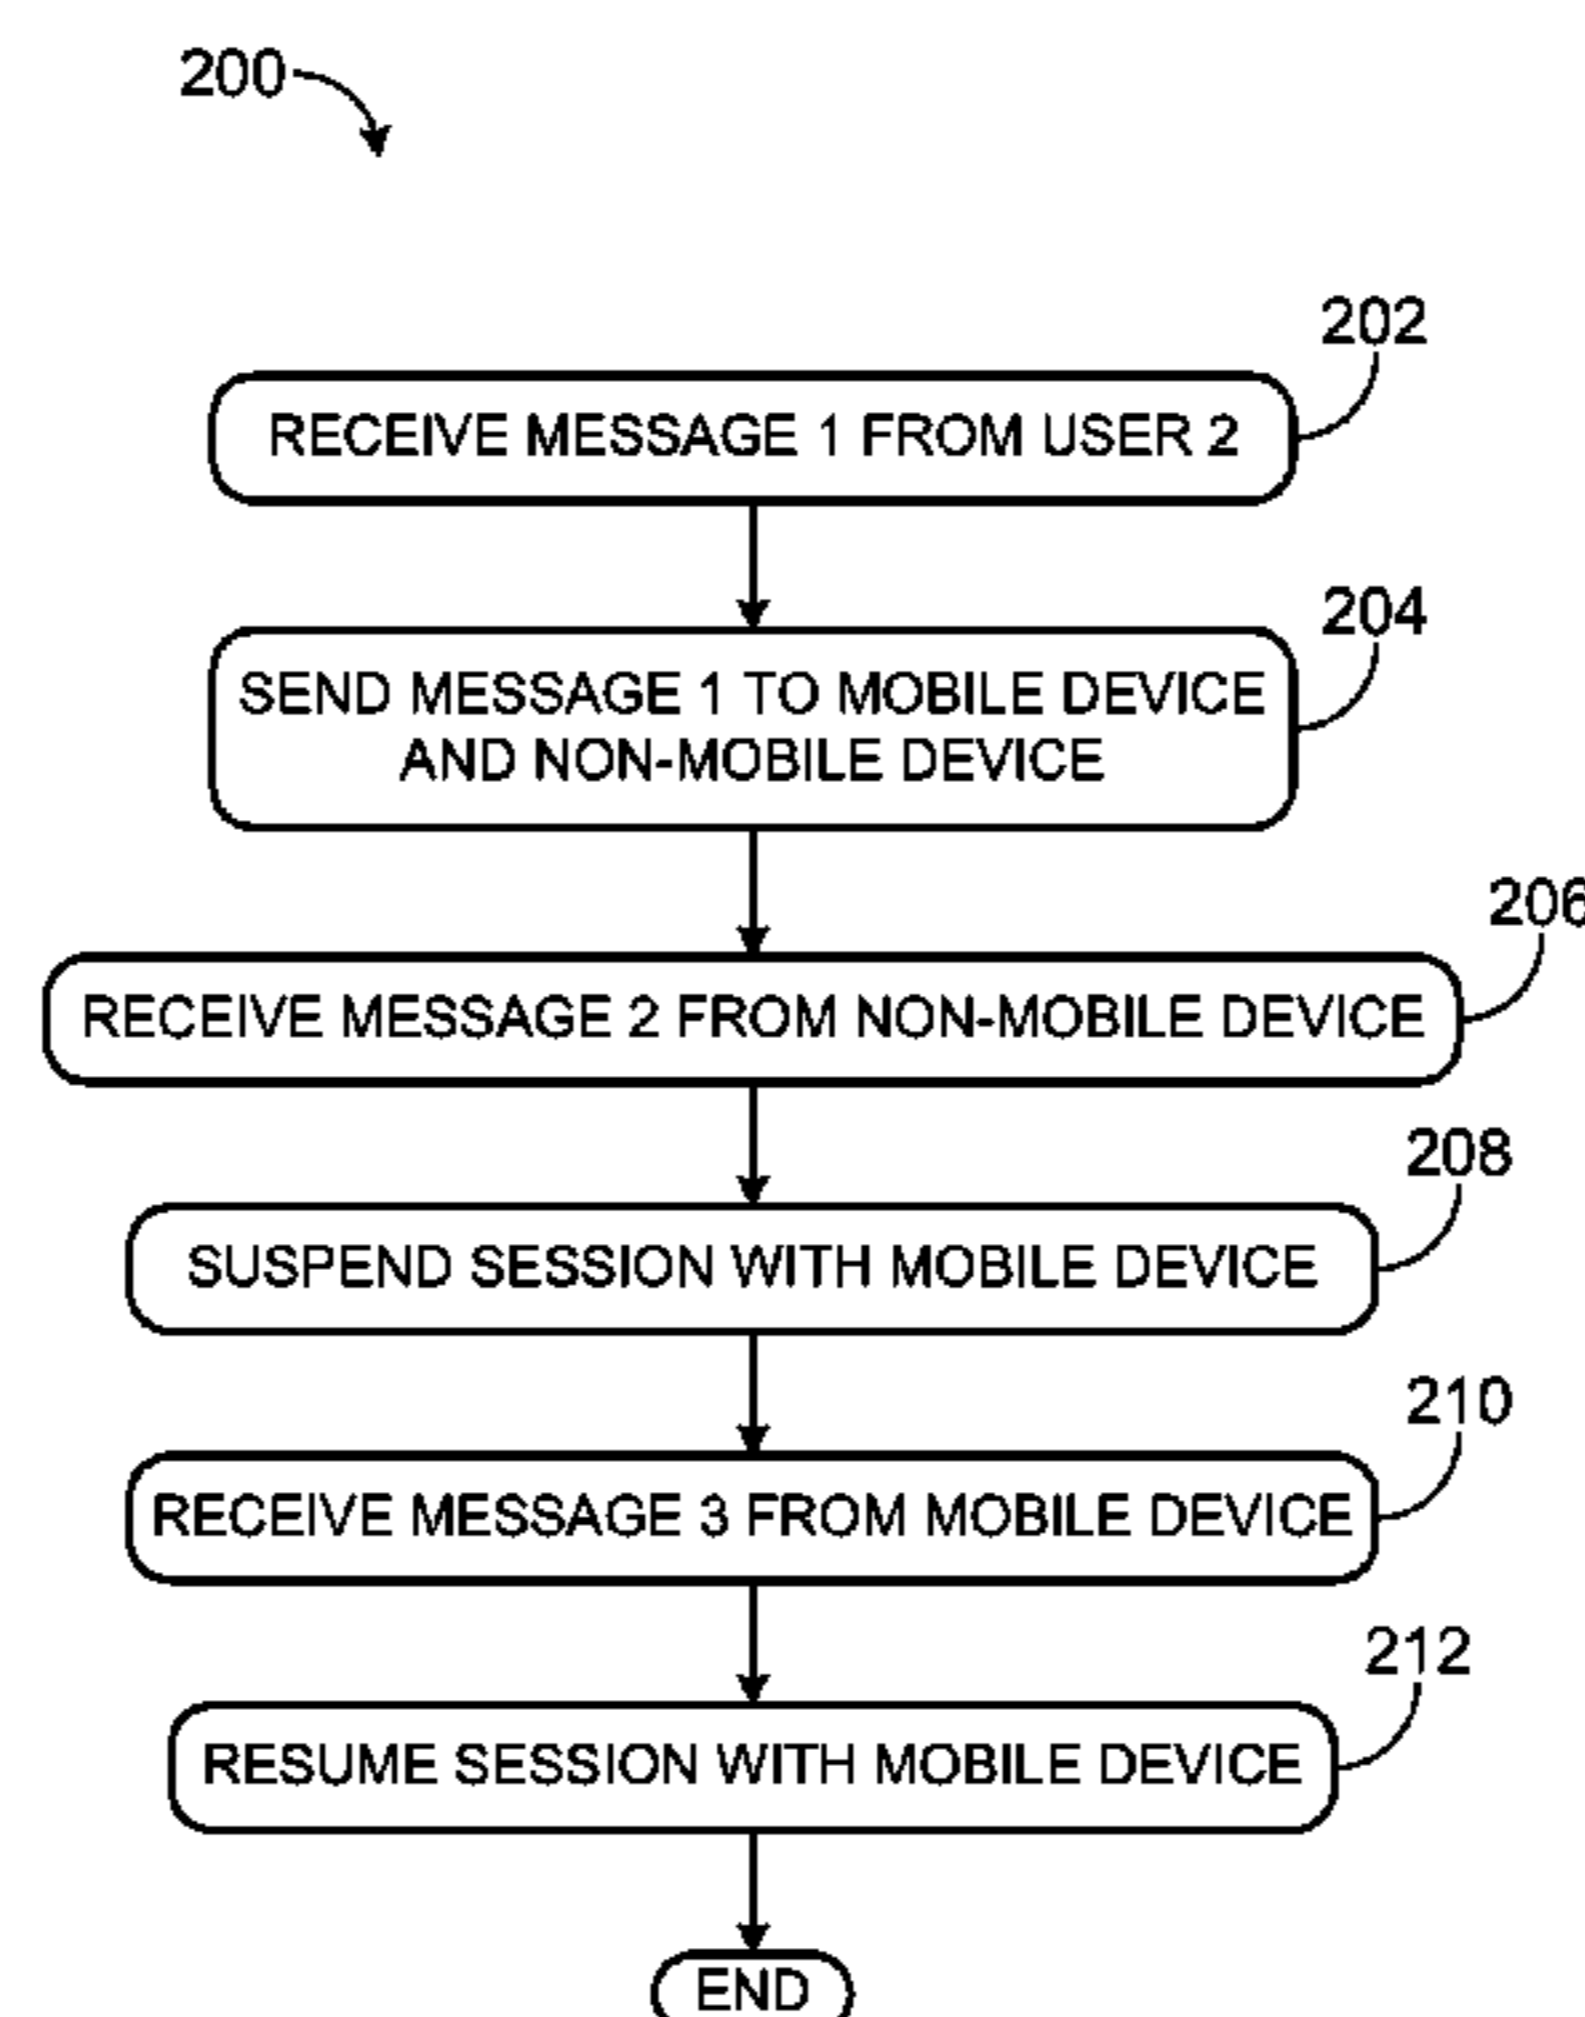 200
202
RECEIVE MESSAGE 1 FROM USER 2
204
SEND MESSAGE 1 TO MOBILE DEVICE
AND NON-MOBILE DEVICE
206
RECEIVE MESSAGE 2 FROM NON-MOBILE DEVICE
208
SUSPEND SESSION WITH MOBILE DEVICE
210
RECEIVE MESSAGE 3 FROM MOBILE DEVICE
212
RESUME SESSION WITH MOBILE DEVICE
END